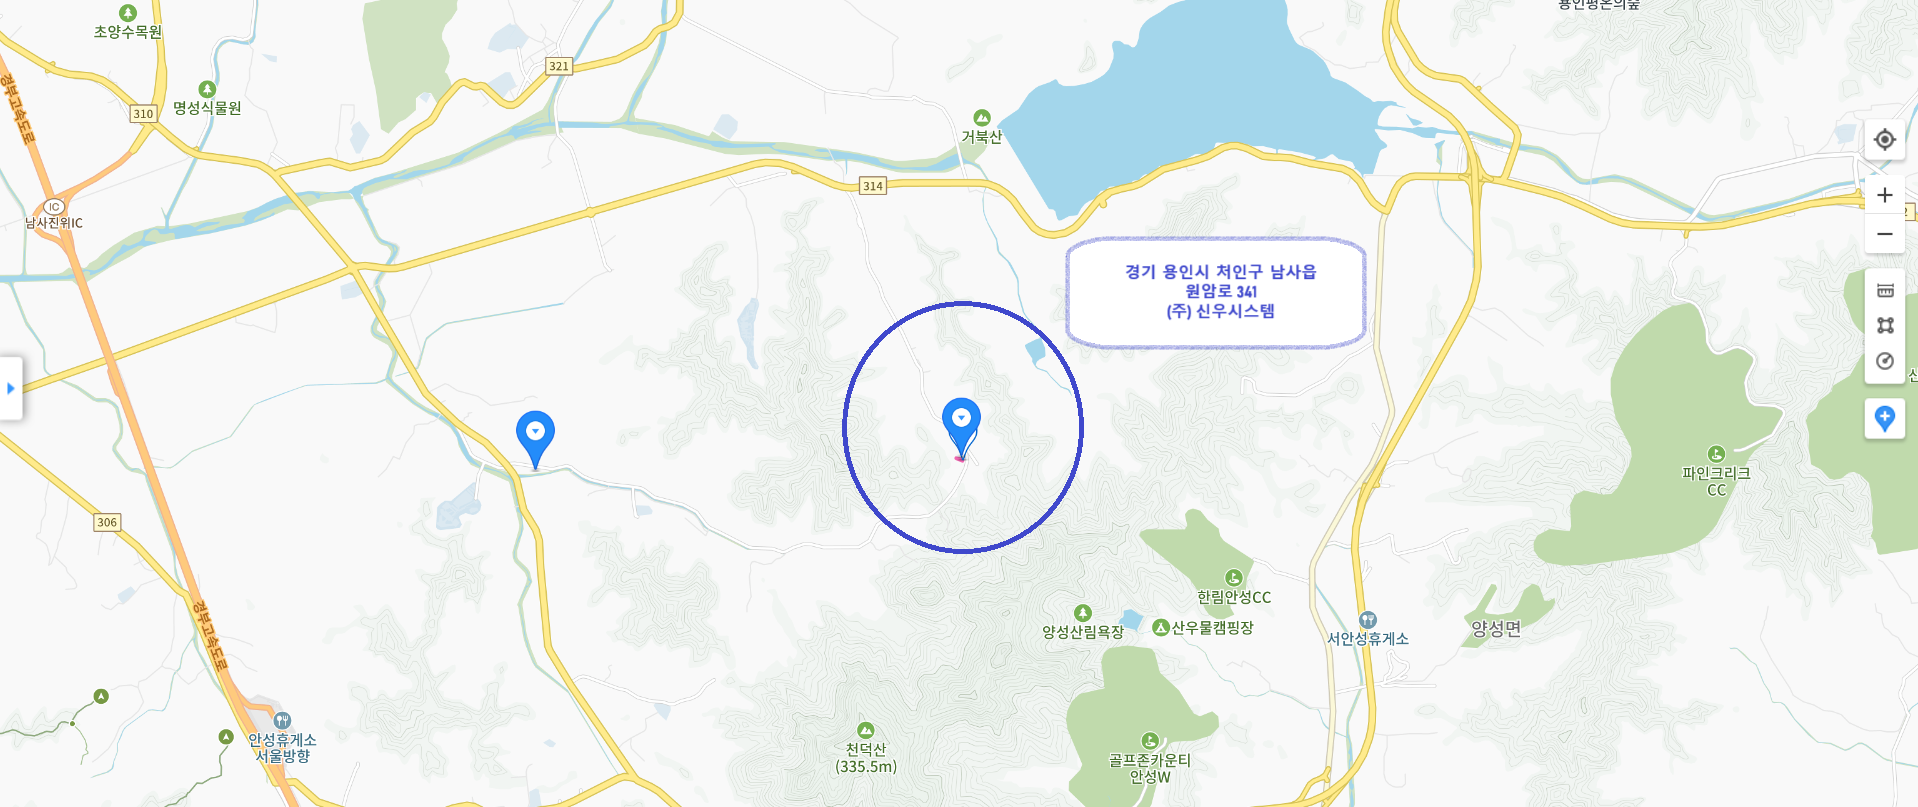 용인평온의숲
초양수목원
321
경부고속도로
명성식물원
310
거북산
314
IC
남사진위IC
경기 용인시 처인구 남사읍
원암로 341
(주) 신우시스템
파인크리크
CC
306
한림안성CC
양성산림욕장
산우물캠핑장
양성면
서안성휴게소
경부고속도로
안성휴게소
서울방향
천덕산
(335.5m)
골프존카운티
안성W